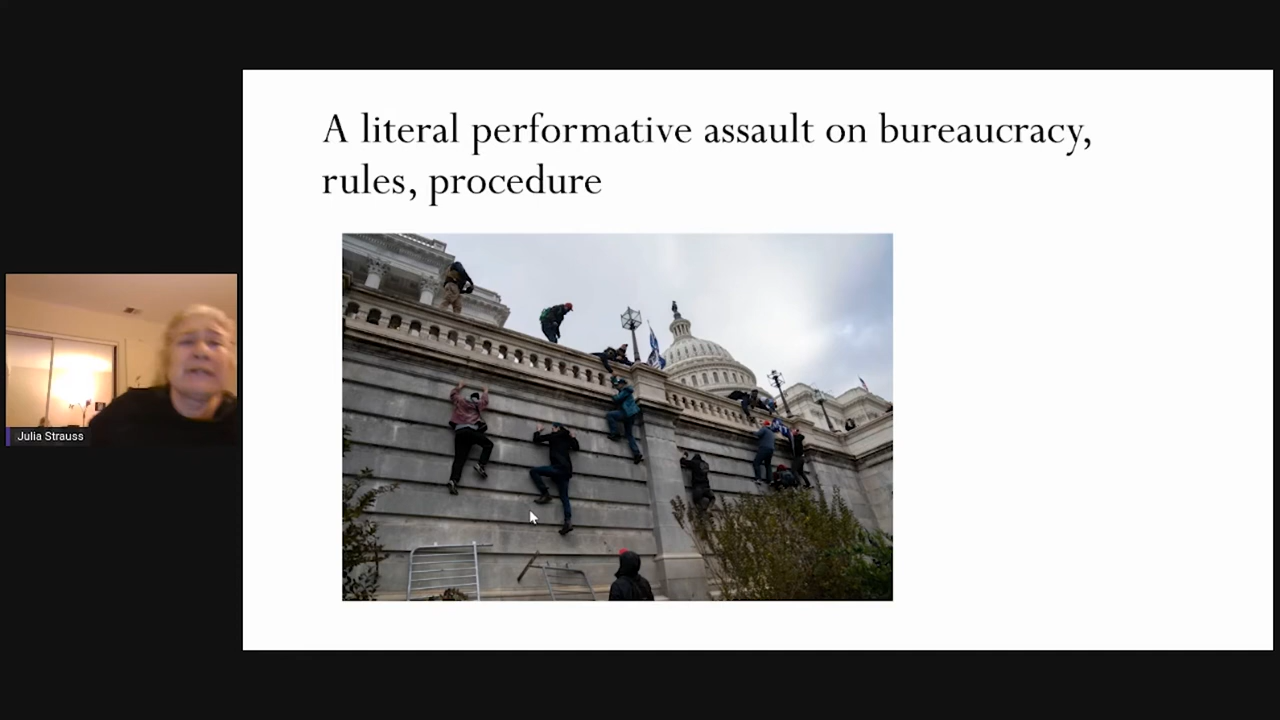 A literal performative assault on bureaucracy,
rules, procedure
Julia Strauss